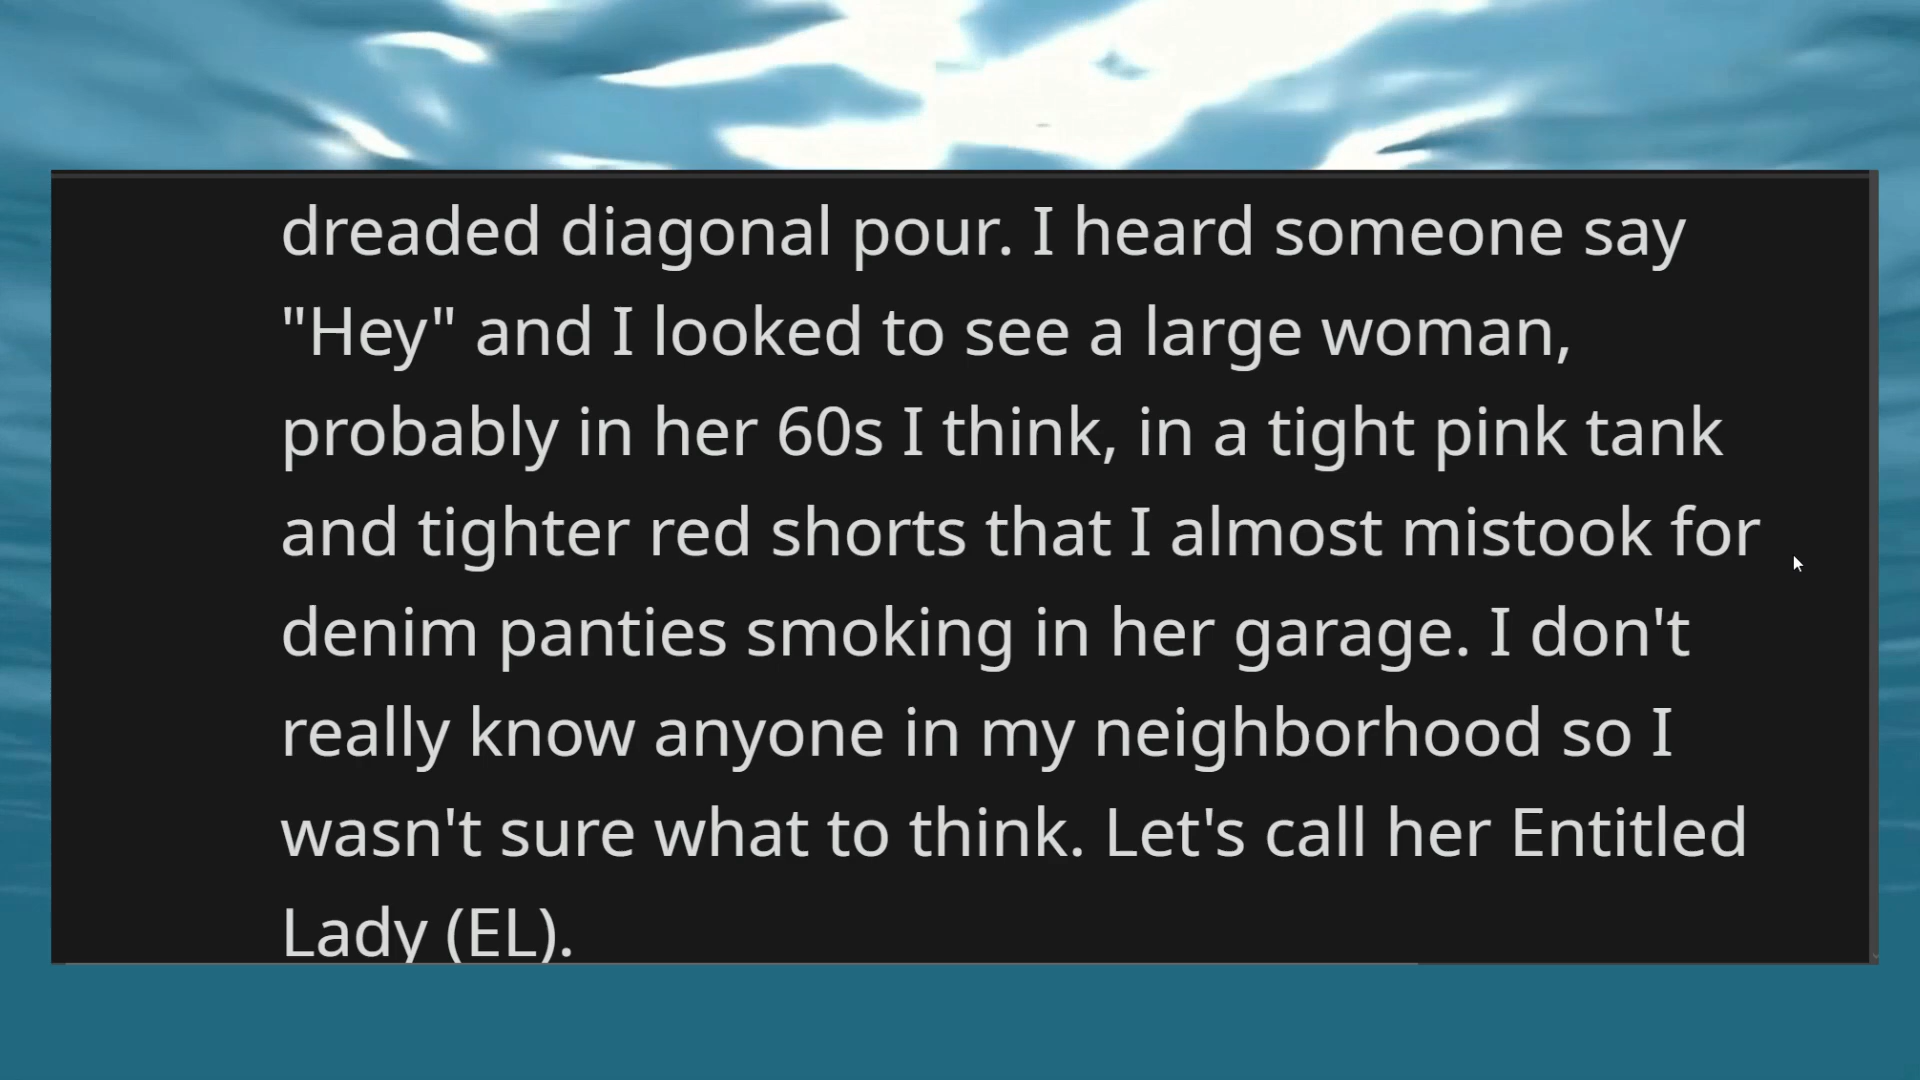 dreaded diagonal pour. I heard someone say
"Hey" and I looked to see a large woman,
probably in her 60s I think, in a tight pink tank
and tighter red shorts that I almost mistook for
denim panties smoking in her garage. I don't
really know anyone in my neighborhood so I
wasn't sure what to think. Let's call her Entitled
Lady (EL).